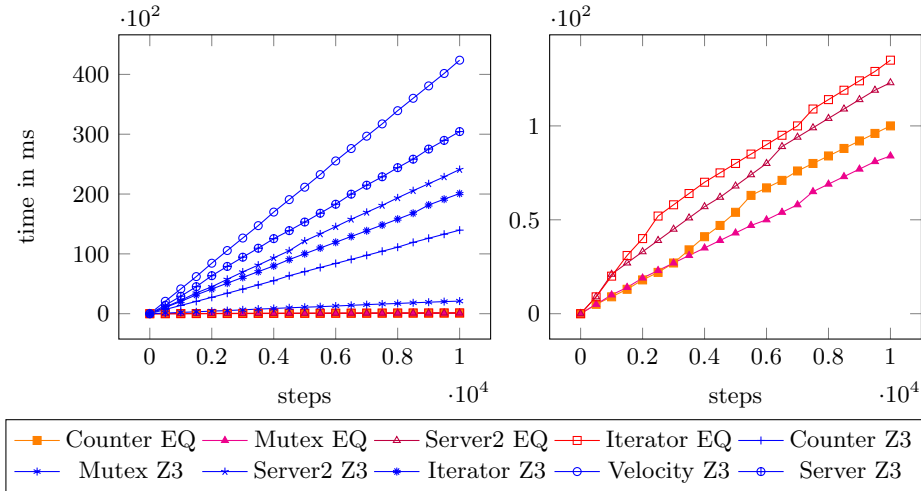 ·10²
·10²
400
300
200
100
0
time in ms
1
0.5
0
0 0.2 0.4 0.6 0.8 1
0 0.2 0.4 0.6 0.8 1
steps
·10⁴
steps
·10⁴
Counter EQ Mutex EQ Server2 EQ Iterator EQ Counter Z3
Mutex Z3 Server2 Z3 Iterator Z3 Velocity Z3 Server Z3